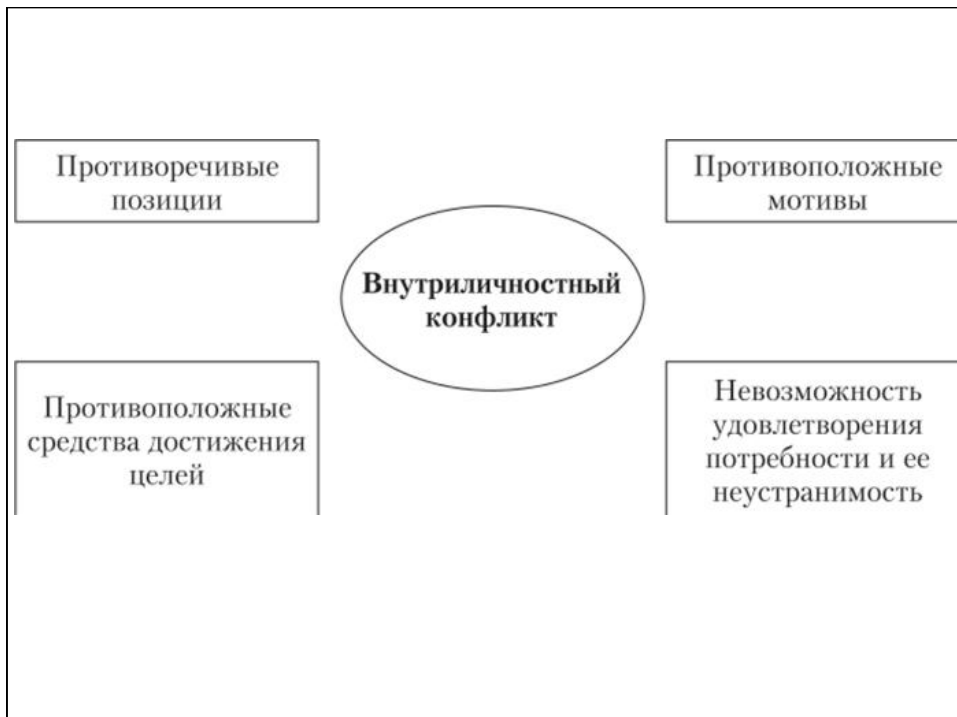 Противоречивые
позиции
Противоположные
мотивы
Внутриличностный
конфликт
Противоположные
средства достижения
целей
Невозможность
удовлетворения
потребности и ее
неустранимость